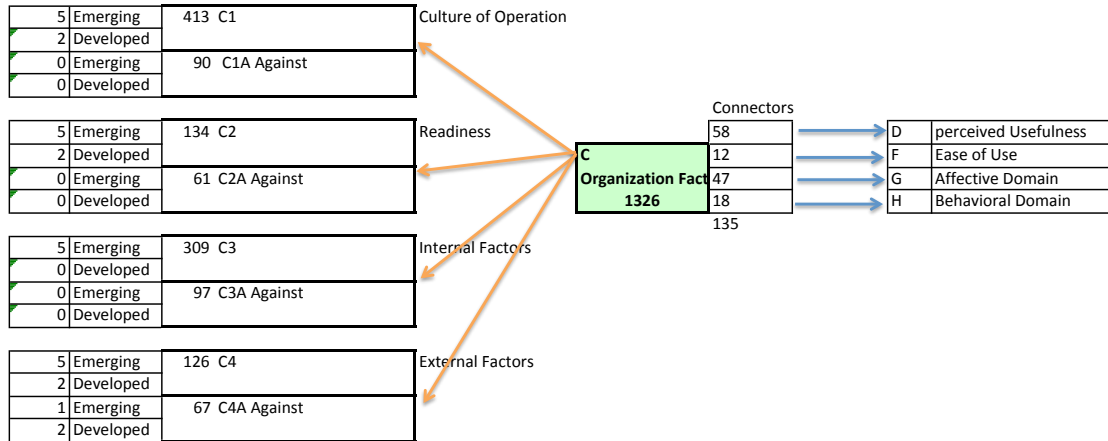 5 Emerging 413 C1 Culture of Operation
2 Developed
0 Emerging 90 C1A Against
0 Developed
Connectors
5 Emerging 134 C2 Readiness 58 D perceived Usefulness
2 Developed C 12 F Ease of Use
0 Emerging 61 C2A Against Organization Fact 47 G Affective Domain
0 Developed 1326 18 H Behavioral Domain
135
5 Emerging 309 C3 Internal Factors
0 Developed
0 Emerging 97 C3A Against
0 Developed
5 Emerging 126 C4 External Factors
2 Developed
1 Emerging 67 C4A Against
2 Developed